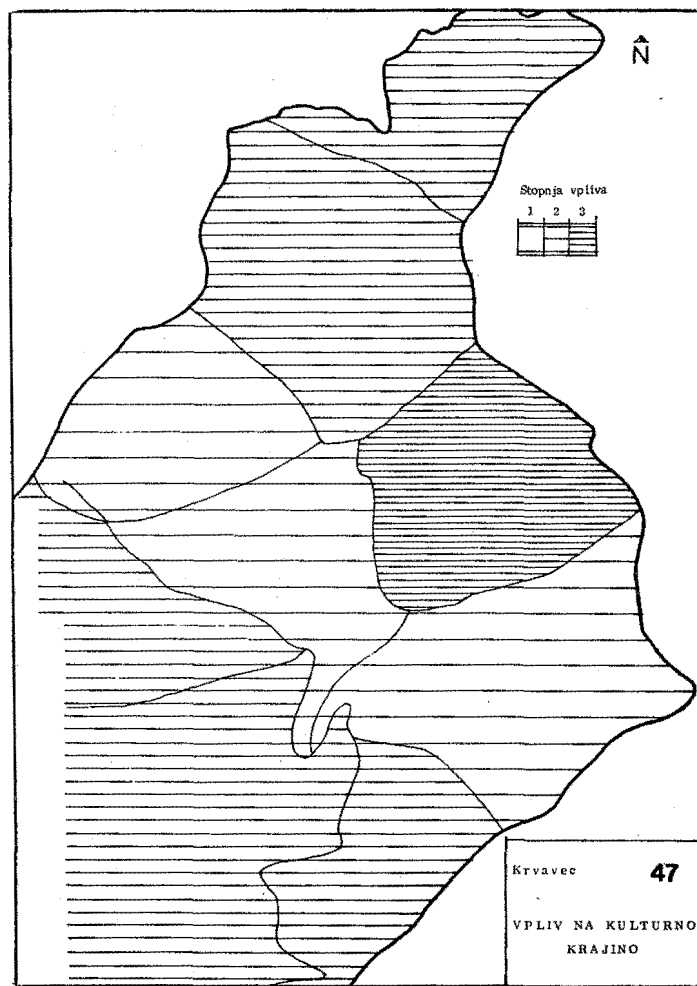 N
Stopnja vpliva
1 2 3
Krvavec 47
VPLIV NA KULTURNO
KRAJINO